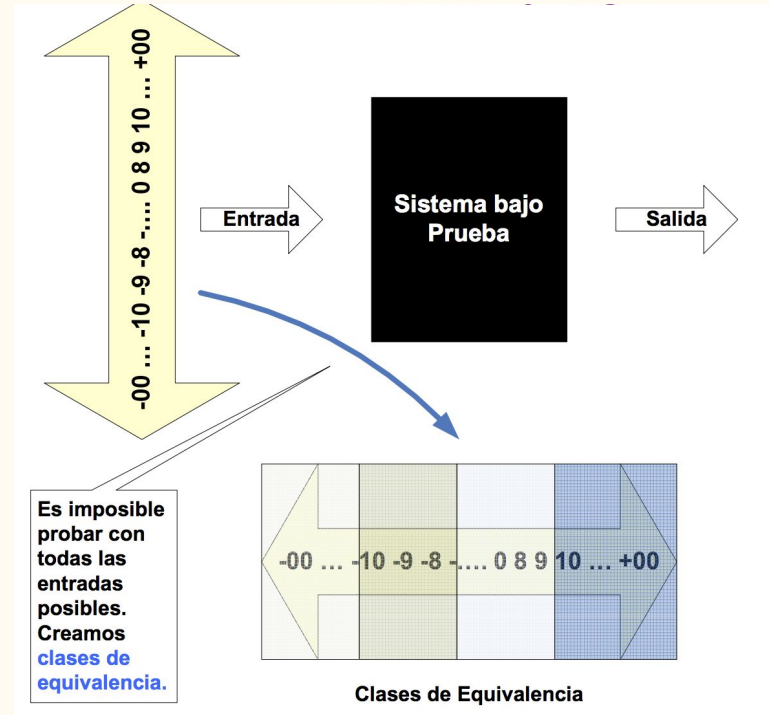 -00 ... -10 -9 -8 -.... 0 8 9 10 ... +00
Entrada
Sistema bajo
Prueba
Salida
Es imposible
probar con
todas las
entradas
posibles.
Creamos
clases de
equivalencia.
-00 ... -10 -9 -8 -.... 0 8 9 10 ... +00
Clases de Equivalencia